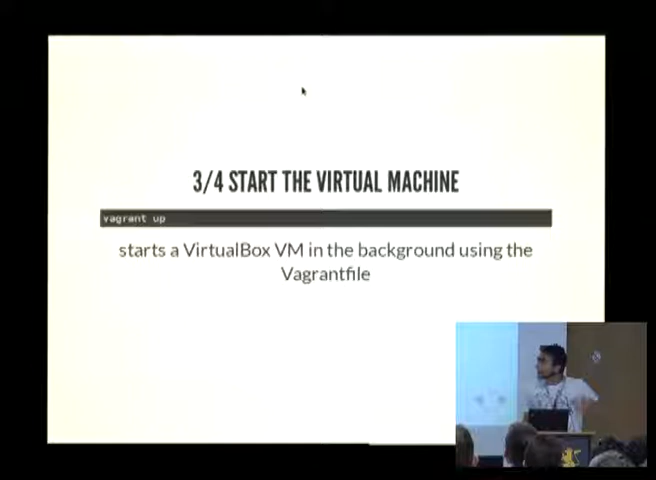 3/4 START THE VIRTUAL MACHINE
vagrant up
starts a VirtualBox VM in the background using the
Vagrantfile